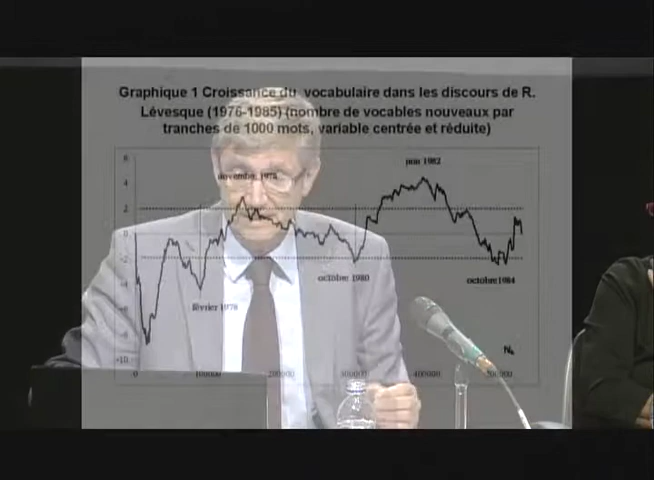 Graphique 1 Croissance du vocabulaire dans les discours de R.
Lévesque (1976-1985) (nombre de vocables nouveaux par
tranches de 1000 mots, variable centrée et réduite)
6
juin 1982
novembre 1978
4
2
0
-2
octobre 1980
octobre 1984
février 1978
-10
0
100000
200000
300000
400000
500000